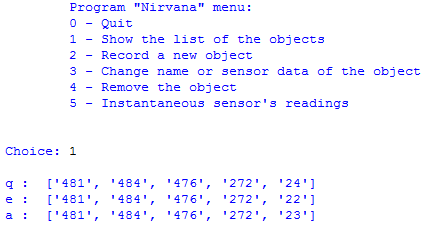 Program "Nirvana" menu:
0 - Quit
1 - Show the list of the objects
2 - Record a new object
3 - Change name or sensor data of the object
4 - Remove the object
5 - Instantaneous sensor's readings
Choice: 1
q :  ['481', '484', '476', '272', '24']
e :  ['481', '484', '476', '272', '22']
a :  ['481', '484', '476', '272', '23']